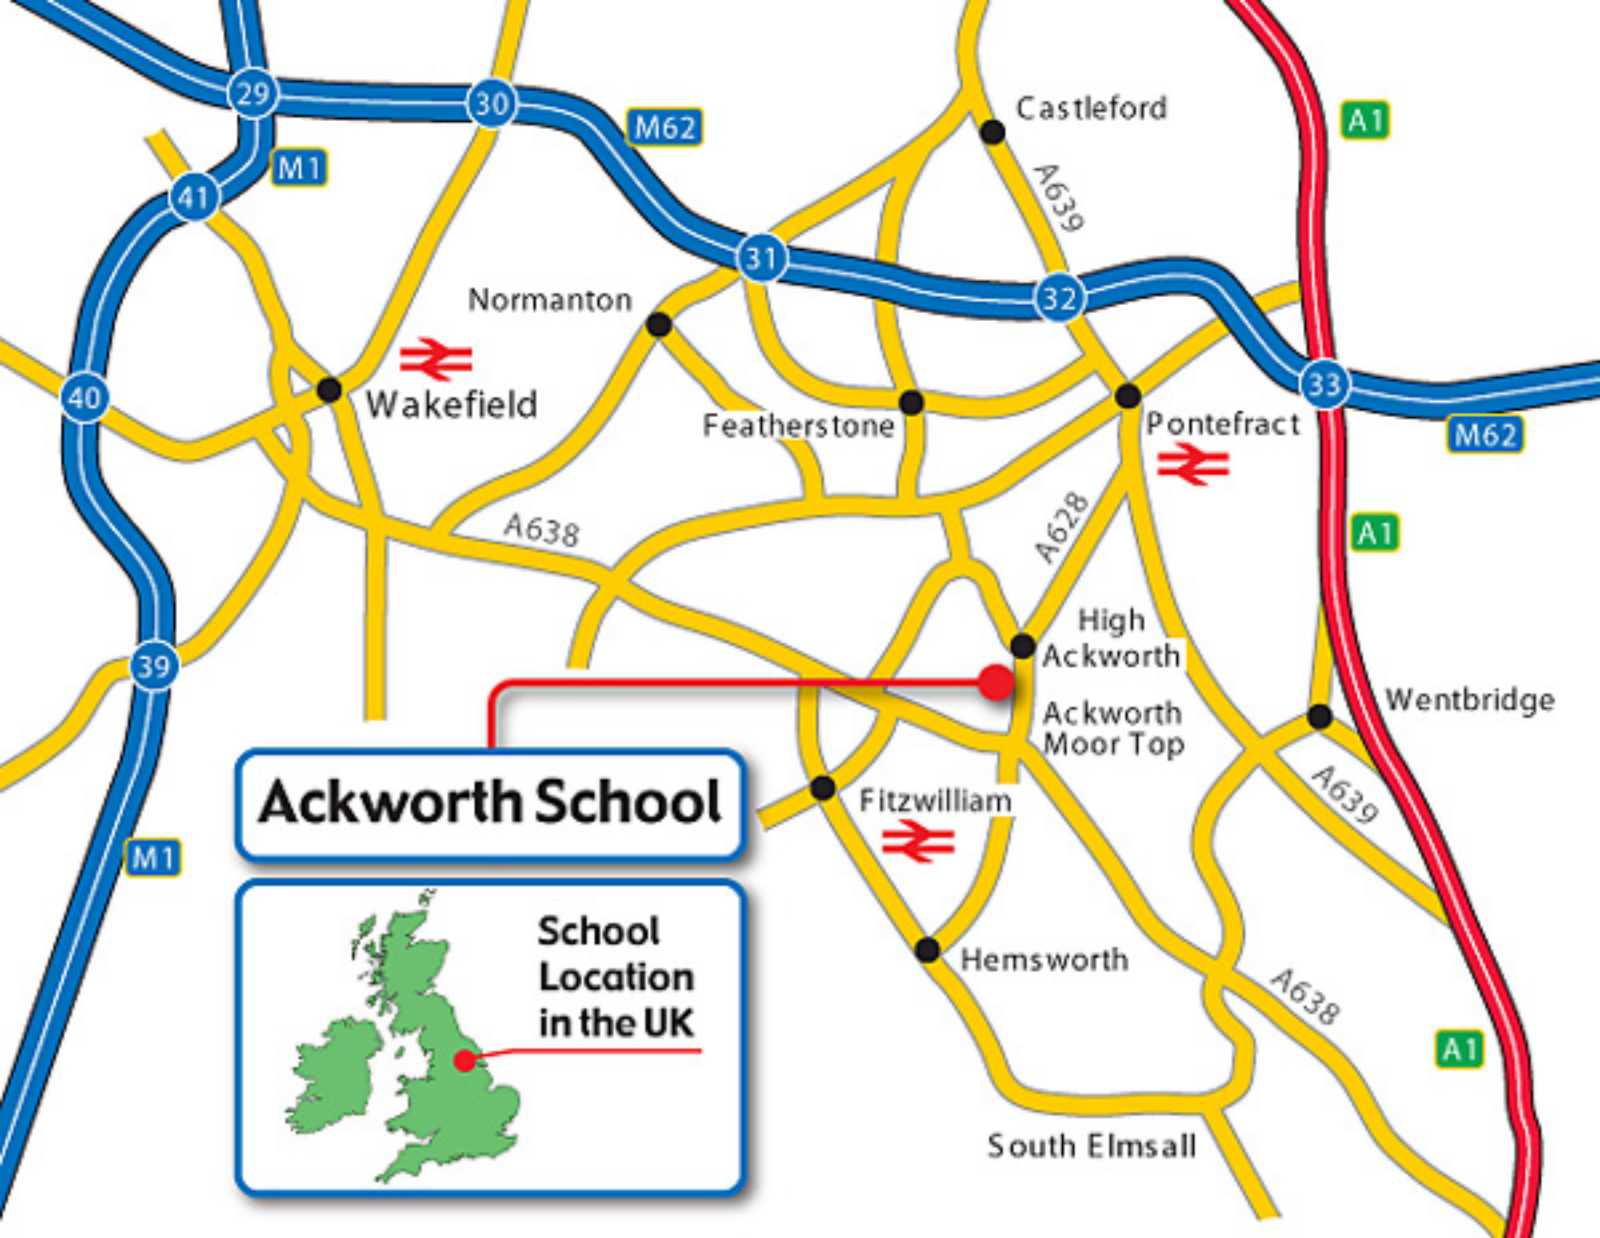 29
30
M62
Castleford
A1
M1
41
A639
31
Normanton
32
Wakefield
40
33
Featherstone
Pontefract
M62
A638
A628
A1
High
Ackworth
39
Ackworth
Moor Top
Wentbridge
Ackworth School
Fitzwilliam
A639
M1
School
Location
in the UK
Hemsworth
A638
A1
South Elmsall